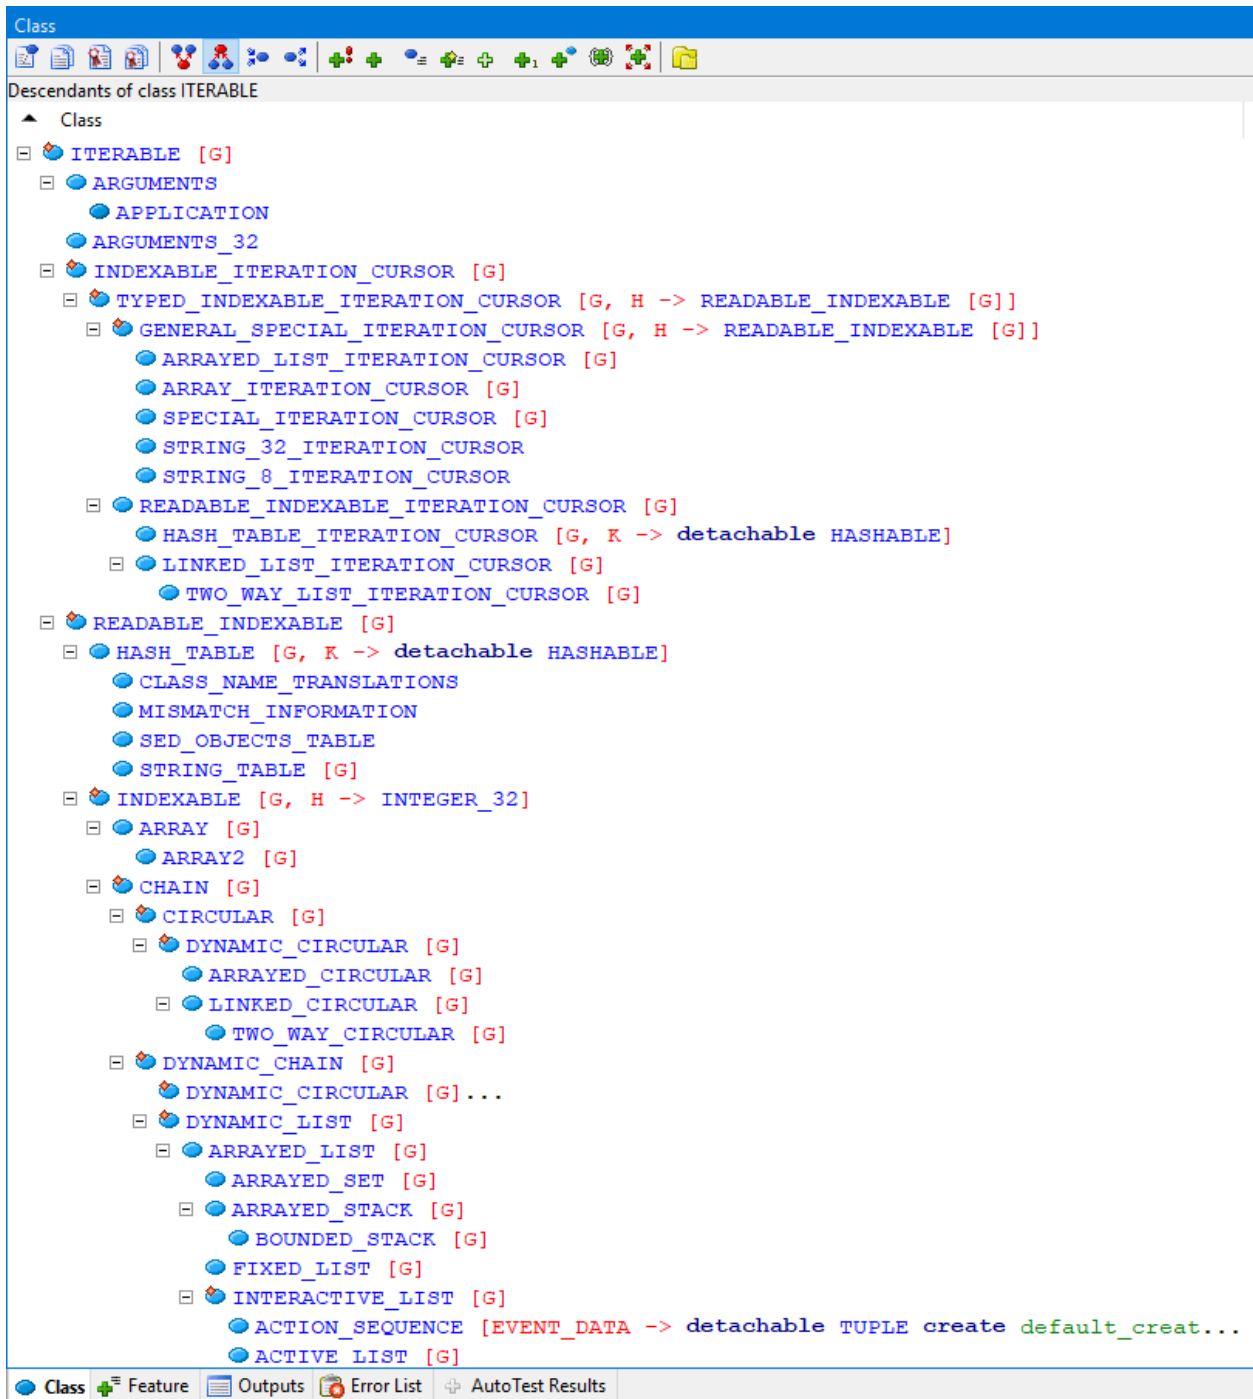 Class
Descendants of class ITERABLE
Class
ITERABLE [G]
ARGUMENTS
APPLICATION
ARGUMENTS_32
INDEXABLE_ITERATION_CURSOR [G]
TYPED_INDEXABLE_ITERATION_CURSOR [G, H -> READABLE_INDEXABLE [G]]
GENERAL_SPECIAL_ITERATION_CURSOR [G, H -> READABLE_INDEXABLE [G]]
ARRAYED_LIST_ITERATION_CURSOR [G]
ARRAY_ITERATION_CURSOR [G]
SPECIAL_ITERATION_CURSOR [G]
STRING_32_ITERATION_CURSOR
STRING_8_ITERATION_CURSOR
READABLE_INDEXABLE_ITERATION_CURSOR [G]
HASH_TABLE_ITERATION_CURSOR [G, K -> detachable HASHABLE]
LINKED_LIST_ITERATION_CURSOR [G]
TWO_WAY_LIST_ITERATION_CURSOR [G]
READABLE_INDEXABLE [G]
HASH_TABLE [G, K -> detachable HASHABLE]
CLASS_NAME_TRANSLATIONS
MISMATCH_INFORMATION
SED_OBJECTS_TABLE
STRING_TABLE [G]
INDEXABLE [G, H -> INTEGER_32]
ARRAY [G]
ARRAY2 [G]
CHAIN [G]
CIRCULAR [G]
DYNAMIC_CIRCULAR [G]
ARRAYED_CIRCULAR [G]
LINKED_CIRCULAR [G]
TWO_WAY_CIRCULAR [G]
DYNAMIC_CHAIN [G]
DYNAMIC_CIRCULAR [G]...
DYNAMIC_LIST [G]
ARRAYED_LIST [G]
ARRAYED_SET [G]
ARRAYED_STACK [G]
BOUNDED_STACK [G]
FIXED_LIST [G]
INTERACTIVE_LIST [G]
ACTION_SEQUENCE [EVENT_DATA -> detachable TUPLE create default_creat...
ACTIVE_LIST [G]
Class Feature Outputs Error List AutoTest Results